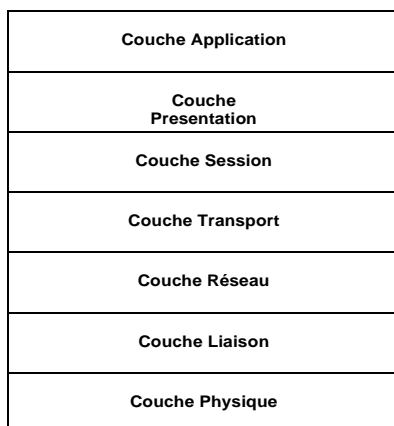 Couche Application
Couche
Presentation
Couche Session
Couche Transport
Couche Réseau
Couche Liaison
Couche Physique